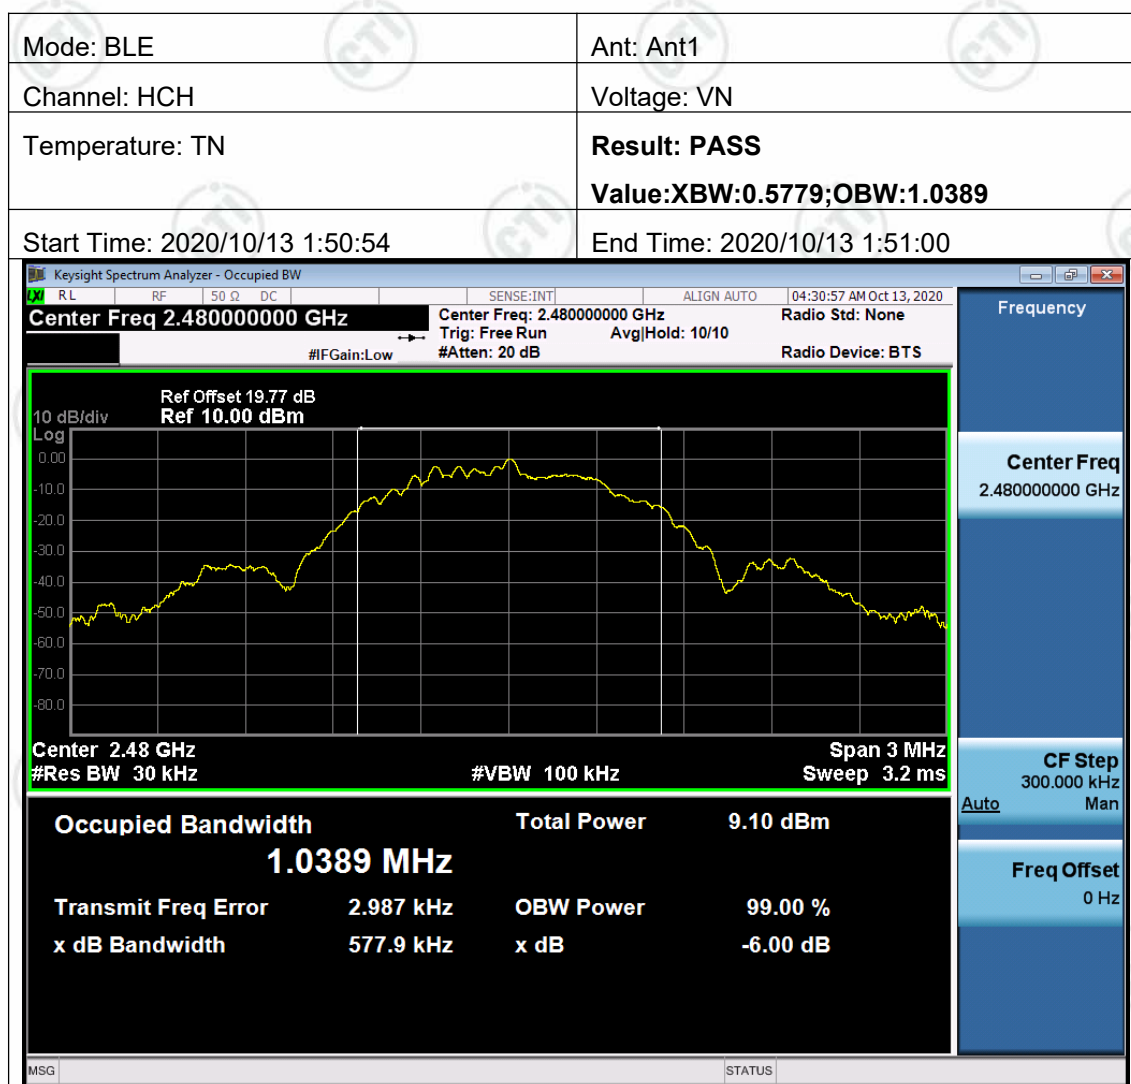 Mode: BLE
Ant: Ant1
Channel: HCH
Voltage: VN
Temperature: TN
Result: PASS
Value:XBW:0.5779;OBW:1.0389
Start Time: 2020/10/13 1:50:54
End Time: 2020/10/13 1:51:00
Keysight Spectrum Analyzer - Occupied BW
LXI RL RF 50 Ω DC SENSE:INT ALIGN AUTO 04:30:57 AM Oct 13, 2020
Center Freq 2.480000000 GHz
Center Freq: 2.480000000 GHz
Radio Std: None
Trig: Free Run Avg|Hold: 10/10
#IFGain:Low
#Atten: 20 dB
Radio Device: BTS
Ref Offset 19.77 dB
10 dB/div Ref 10.00 dBm
Log
0.00
-10.0
-20.0
-30.0
-40.0
-50.0
-60.0
-70.0
-80.0
Center 2.48 GHz
Span 3 MHz
#Res BW 30 kHz
#VBW 100 kHz
Sweep 3.2 ms
Occupied Bandwidth
Total Power 9.10 dBm
1.0389 MHz
Transmit Freq Error 2.987 kHz
OBW Power 99.00 %
x dB Bandwidth 577.9 kHz
x dB -6.00 dB
MSG
STATUS
Frequency
Center Freq
2.480000000 GHz
CF Step
300.000 kHz
Auto Man
Freq Offset
0 Hz
CTI
CTI
CTI
CTI
CTI
CTI
CTI